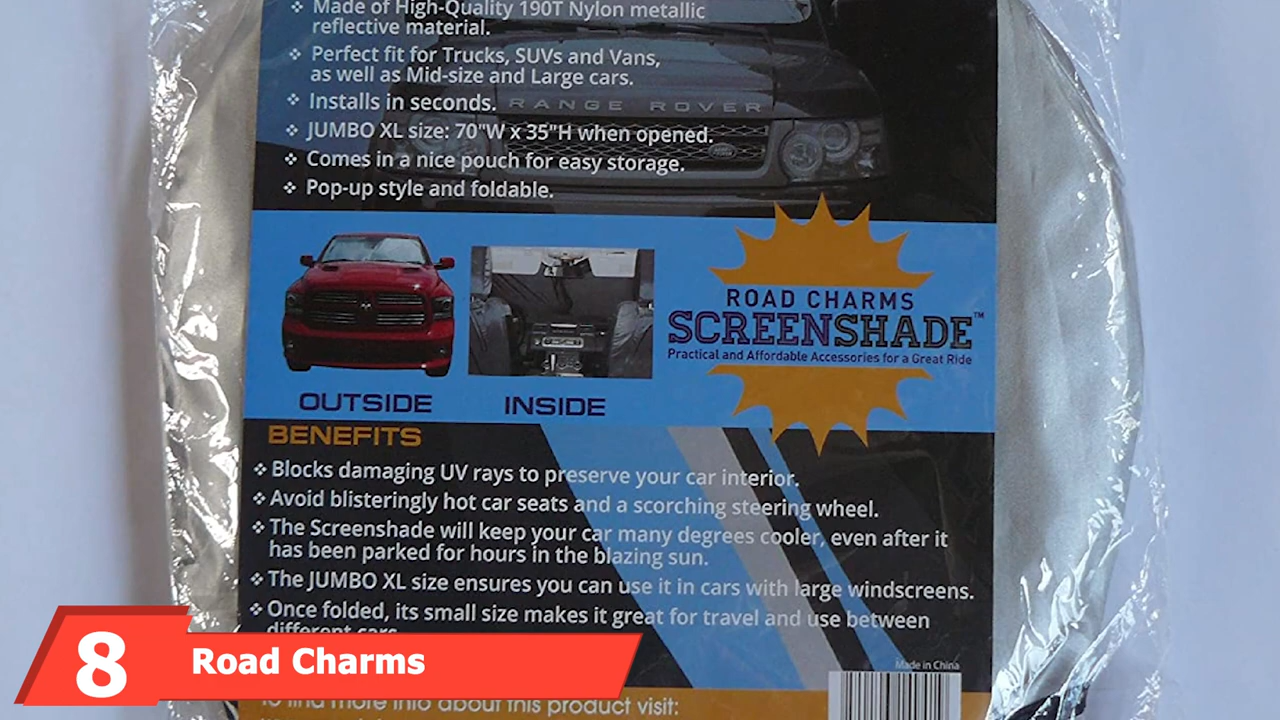 ❖ Made of High-Quality 190T Nylon metallic
reflective material.
❖ Perfect fit for Trucks, SUVs and Vans,
as well as Mid-size and Large cars.
❖ Installs in seconds.
RANGE ROVER
❖ JUMBO XL size: 70"W x 35"H when opened.
❖ Comes in a nice pouch for easy storage.
❖ Pop-up style and foldable.
ROAD CHARMS
SCREENSHADE™
Practical and Affordable Accessories for a Great Ride
OUTSIDE
INSIDE
BENEFITS
❖ Blocks damaging UV rays to preserve your car interior.
❖ Avoid blisteringly hot car seats and a scorching steering wheel.
❖ The Screenshade will keep your car many degrees cooler, even after it
has been parked for hours in the blazing sun.
❖ The JUMBO XL size ensures you can use it in cars with large windscreens.
❖ Once folded, its small size makes it great for travel and use between
different cars.
Made in China
To find more info about this product visit:
8
Road Charms